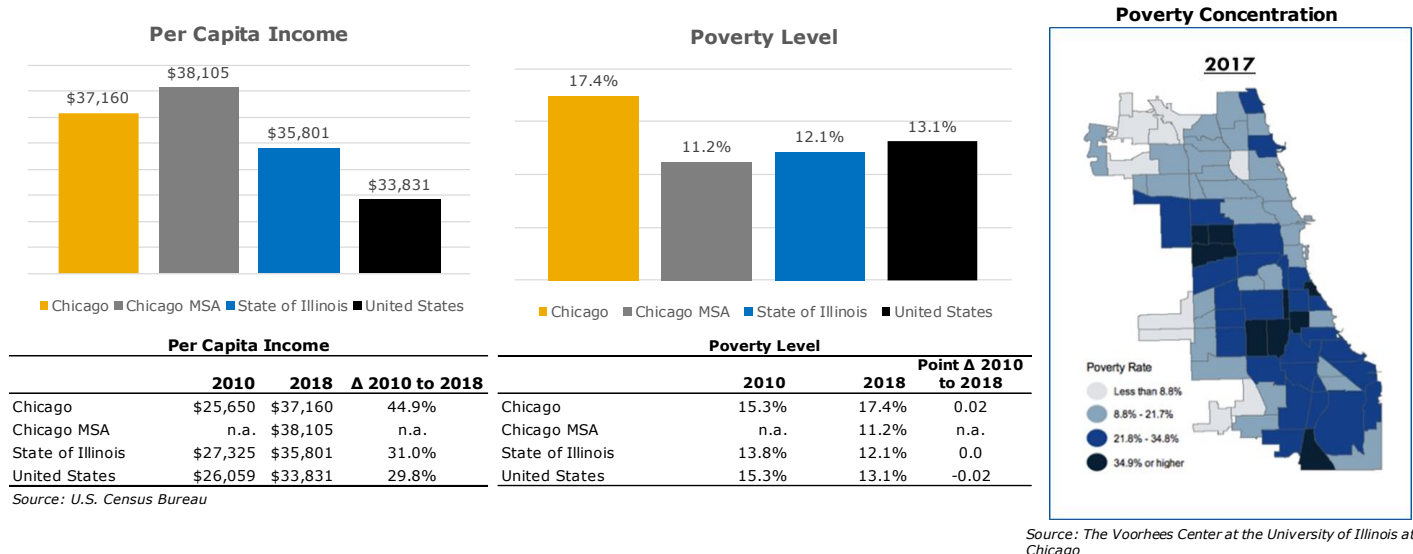 Per Capita Income
$37,160
$38,105
$35,801
$33,831
Chicago Chicago MSA State of Illinois United States
Poverty Level
17.4%
11.2%
12.1%
13.1%
Chicago Chicago MSA State of Illinois United States
Per Capita Income
2010 2018 Δ 2010 to 2018
Chicago $25,650 $37,160 44.9%
Chicago MSA n.a. $38,105 n.a.
State of Illinois $27,325 $35,801 31.0%
United States $26,059 $33,831 29.8%
Source: U.S. Census Bureau
Poverty Level
Point Δ 2010
2010 2018 to 2018
Chicago 15.3% 17.4% 0.02
Chicago MSA n.a. 11.2% n.a.
State of Illinois 13.8% 12.1% 0.0
United States 15.3% 13.1% -0.02
Poverty Concentration
2017
Poverty Rate
Less than 8.8%
8.8% - 21.7%
21.8% - 34.8%
34.9% or higher
Source: The Voorhees Center at the University of Illinois at
Chicago